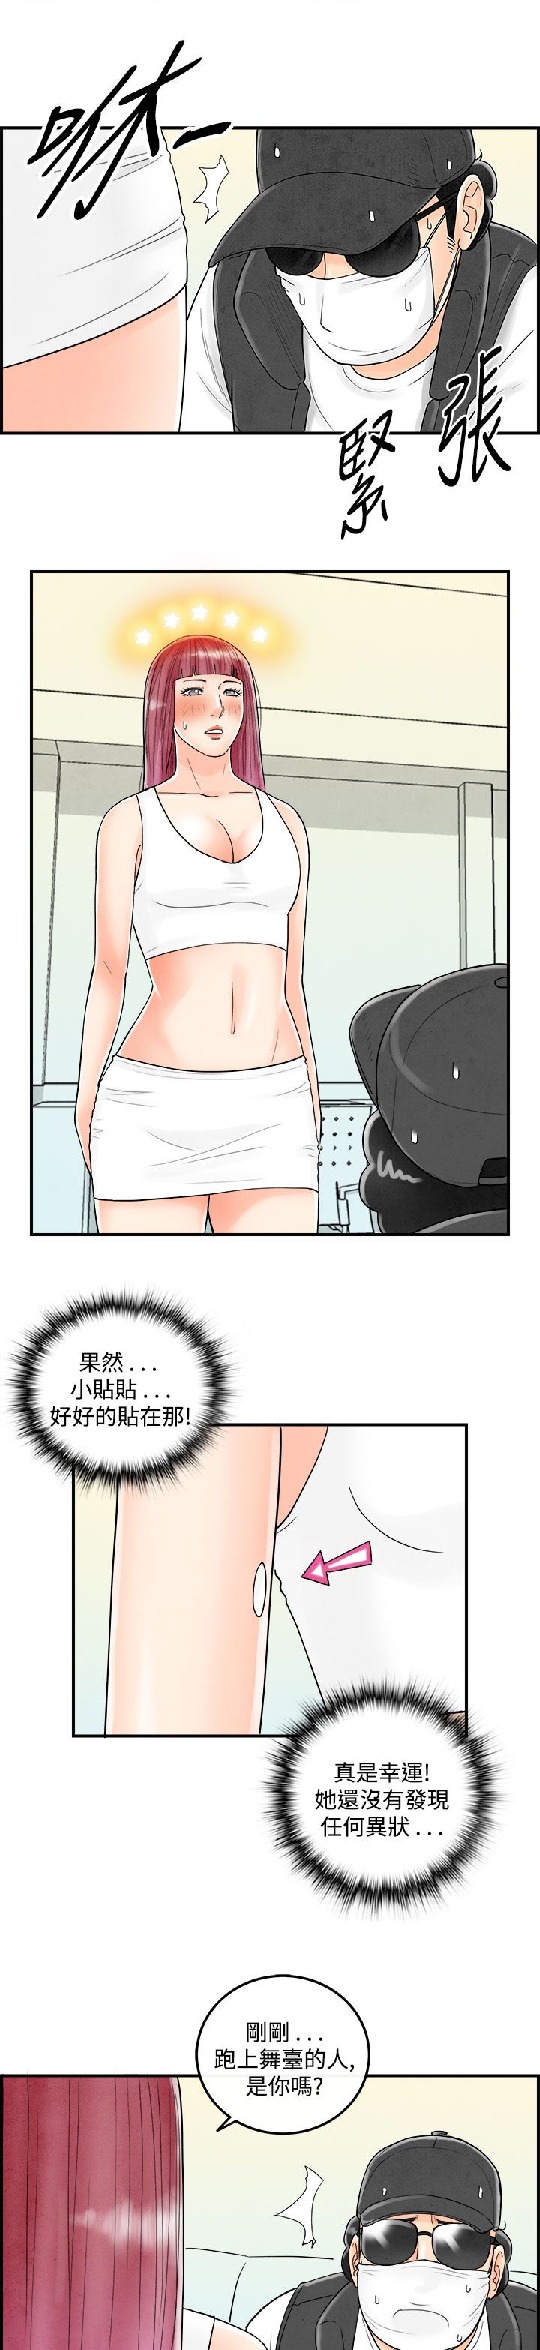 咻—
緊張
果然...
小貼貼...
好好的貼在那!
真是幸運!
她還沒有發現
任何異狀...
剛剛...
跑上舞臺的人,
是你嗎?